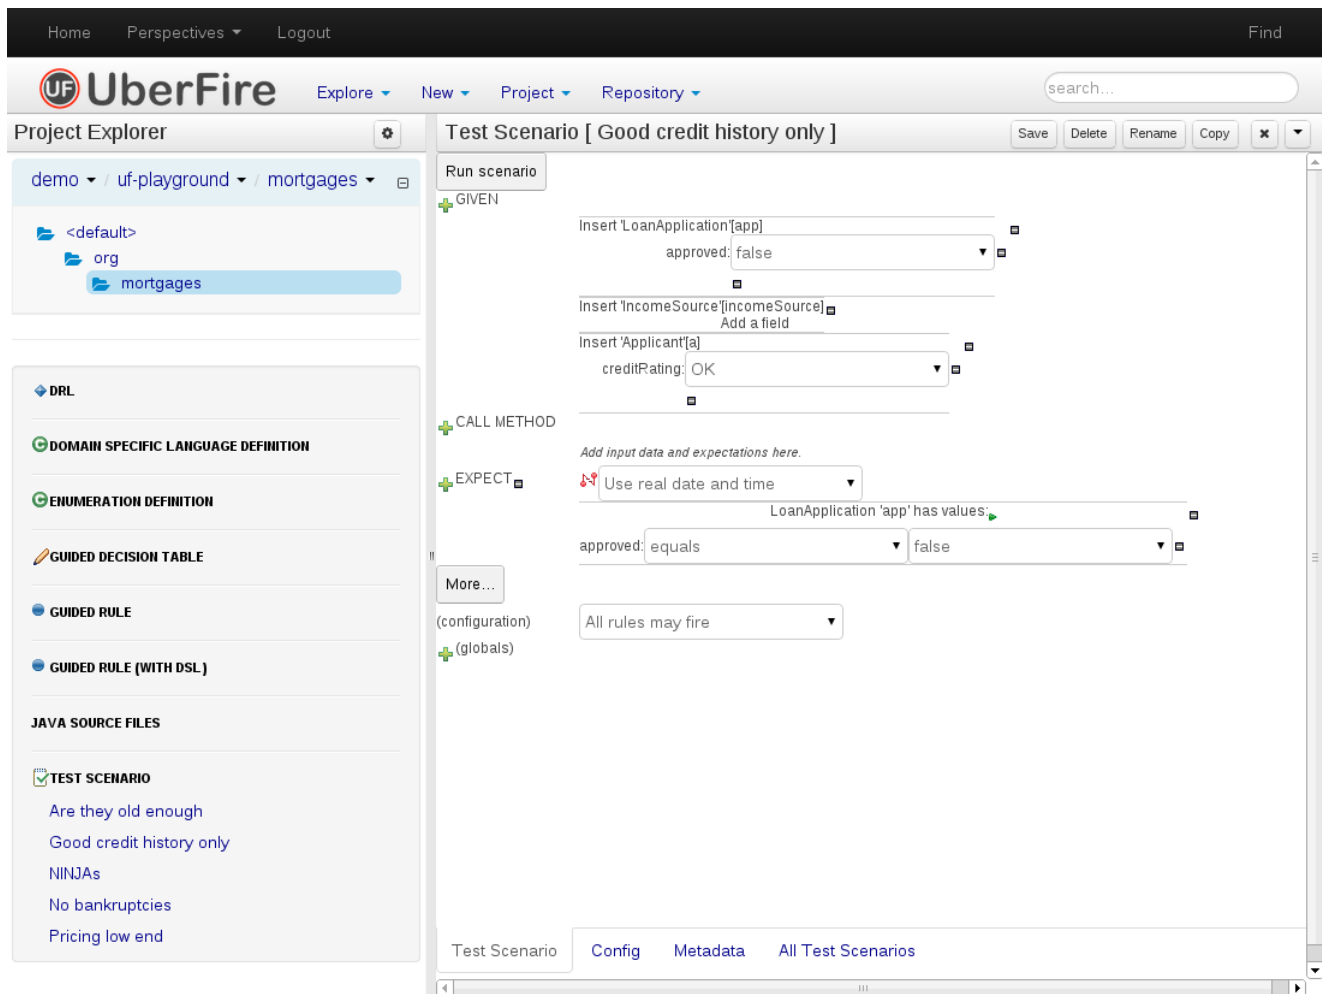 Home Perspectives Logout Find
UF UberFire Explore New Project Repository search...
Project Explorer
demo / uf-playground / mortgages
<default>
org
mortgages
DRL
DOMAIN SPECIFIC LANGUAGE DEFINITION
ENUMERATION DEFINITION
GUIDED DECISION TABLE
GUIDED RULE
GUIDED RULE (WITH DSL)
JAVA SOURCE FILES
TEST SCENARIO
Are they old enough
Good credit history only
NINJAs
No bankruptcies
Pricing low end
Test Scenario [ Good credit history only ] Save Delete Rename Copy
Run scenario
GIVEN
Insert 'LoanApplication'[app]
approved: false
Insert 'IncomeSource'[incomeSource]
Add a field
Insert 'Applicant'[a]
creditRating: OK
CALL METHOD
Add input data and expectations here.
EXPECT Use real date and time
LoanApplication 'app' has values:
approved: equals false
More...
(configuration) All rules may fire
(globals)
Test Scenario Config Metadata All Test Scenarios